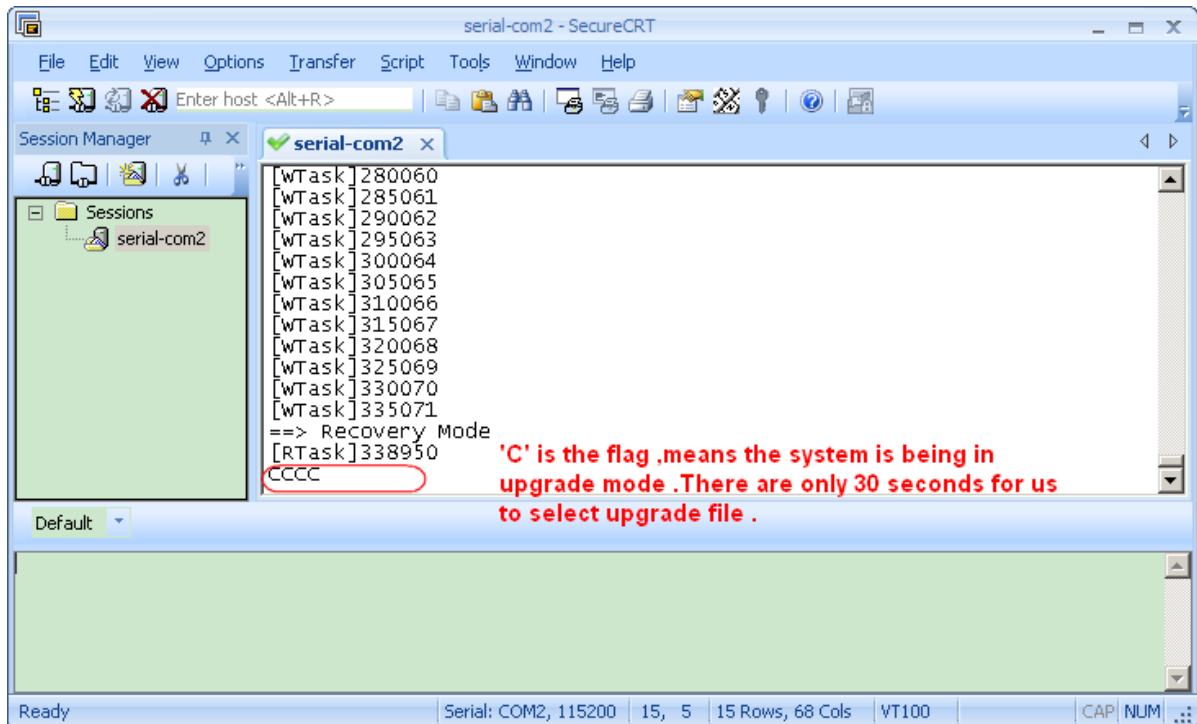 serial-com2 - SecureCRT
File Edit View Options Transfer Script Tools Window Help
Enter host <Alt+R>
Session Manager
serial-com2
Sessions
serial-com2
[WTask]280060
[WTask]285061
[WTask]290062
[WTask]295063
[WTask]300064
[WTask]305065
[WTask]310066
[WTask]315067
[WTask]320068
[WTask]325069
[WTask]330070
[WTask]335071
==> Recovery Mode
[RTask]338950
CCCC
'C' is the flag ,means the system is being in
upgrade mode .There are only 30 seconds for us
to select upgrade file .
Default
Ready Serial: COM2, 115200 15, 5 15 Rows, 68 Cols VT100 CAP NUM